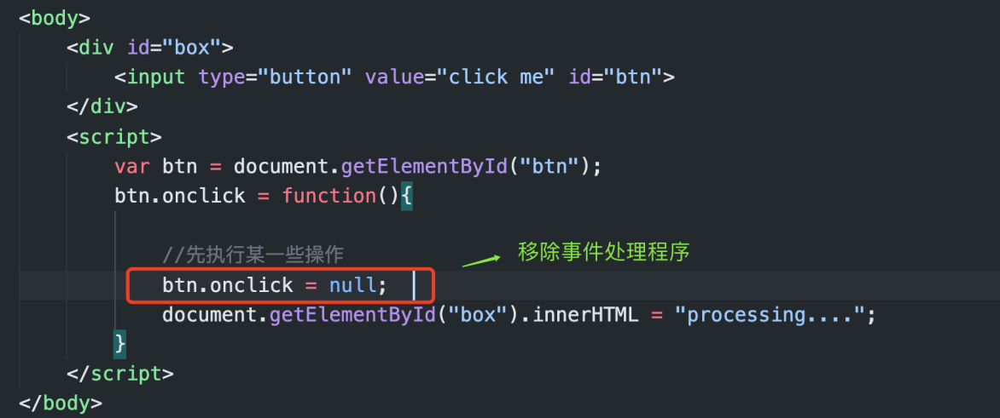 <body>
<div id="box">
<input type="button" value="click me" id="btn">
</div>
<script>
var btn = document.getElementById("btn");
btn.onclick = function(){
//先执行某一些操作
移除事件处理程序
btn.onclick = null;
document.getElementById("box").innerHTML = "processing....";
}
</script>
</body>